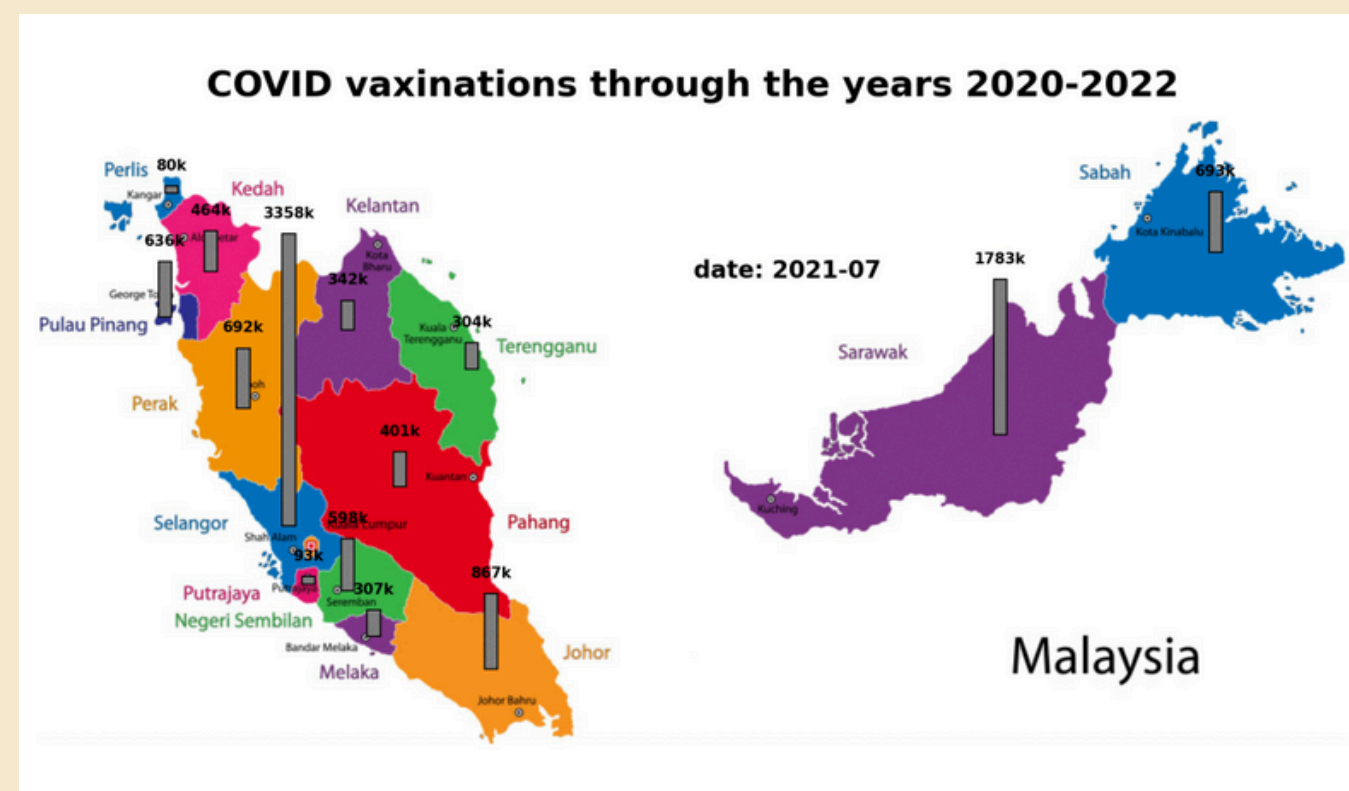 COVID vaxinations through the years 2020-2022
Perlis
80k
Kangar
Kedah
464k
3358k
Kelantan
Sabah
693k
636k
Kota
Bharu
Kota Kinabalu
342k
date: 2021-07
1783k
George
Pulau Pinang
692k
Kuala
Terengganu
304k
Terengganu
Sarawak
Perak
401k
Kuantan
Selangor
598k
Lumpur
Pahang
Kuching
Shah Alam
93k
867k
Putrajaya
Putrajaya
307k
Seremban
Negeri Sembilan
Bandar Melaka
Melaka
Johor
Malaysia
Johor Bahru